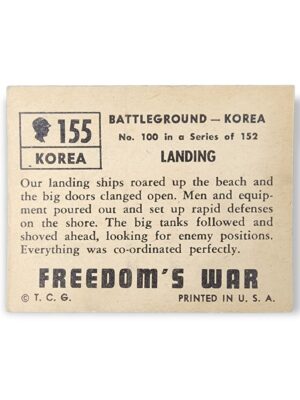 155
KOREA
BATTLEGROUND — KOREA
No. 100 in a Series of 152
LANDING
Our landing ships roared up the beach and
the big doors clanged open. Men and equip-
ment poured out and set up rapid defenses
on the shore. The big tanks followed and
shoved ahead, looking for enemy positions.
Everything was co-ordinated perfectly.
FREEDOM'S WAR
© T. C. G.
PRINTED IN U. S. A.